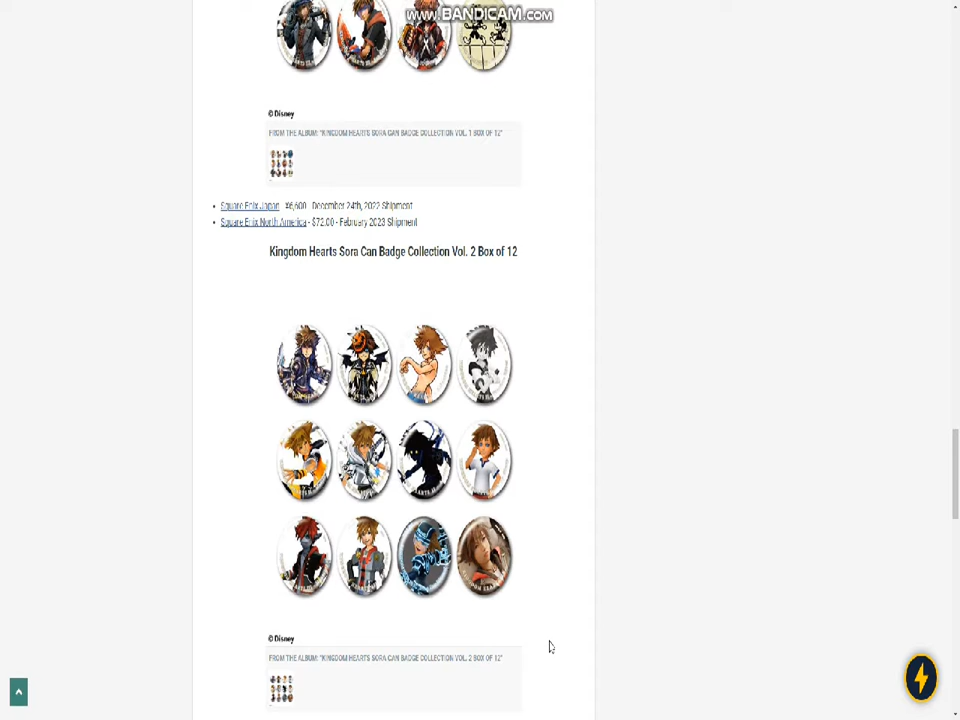 www.BANDICAM.com
© Disney
FROM THE ALBUM: "KINGDOM HEARTS SORA CAN BADGE COLLECTION VOL. 1 BOX OF 12"
• Square Enix Japan - ¥6,600 - December 24th, 2022 Shipment
• Square Enix North America - $72.00 - February 2023 Shipment
Kingdom Hearts Sora Can Badge Collection Vol. 2 Box of 12
© Disney
FROM THE ALBUM: "KINGDOM HEARTS SORA CAN BADGE COLLECTION VOL. 2 BOX OF 12"